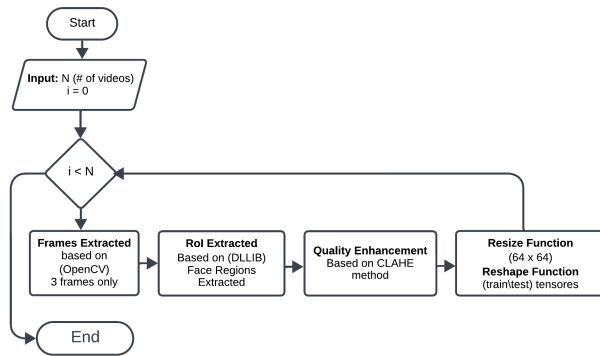 Start
Input: N (# of videos)
i = 0
i < N
Frames Extracted
based on
(OpenCV)
3 frames only
RoI Extracted
Based on (DLLIB)
Face Regions
Extracted
Quality Enhancement
Based on CLAHE
method
Resize Function
(64 x 64)
Reshape Function
(train\test) tensores
End